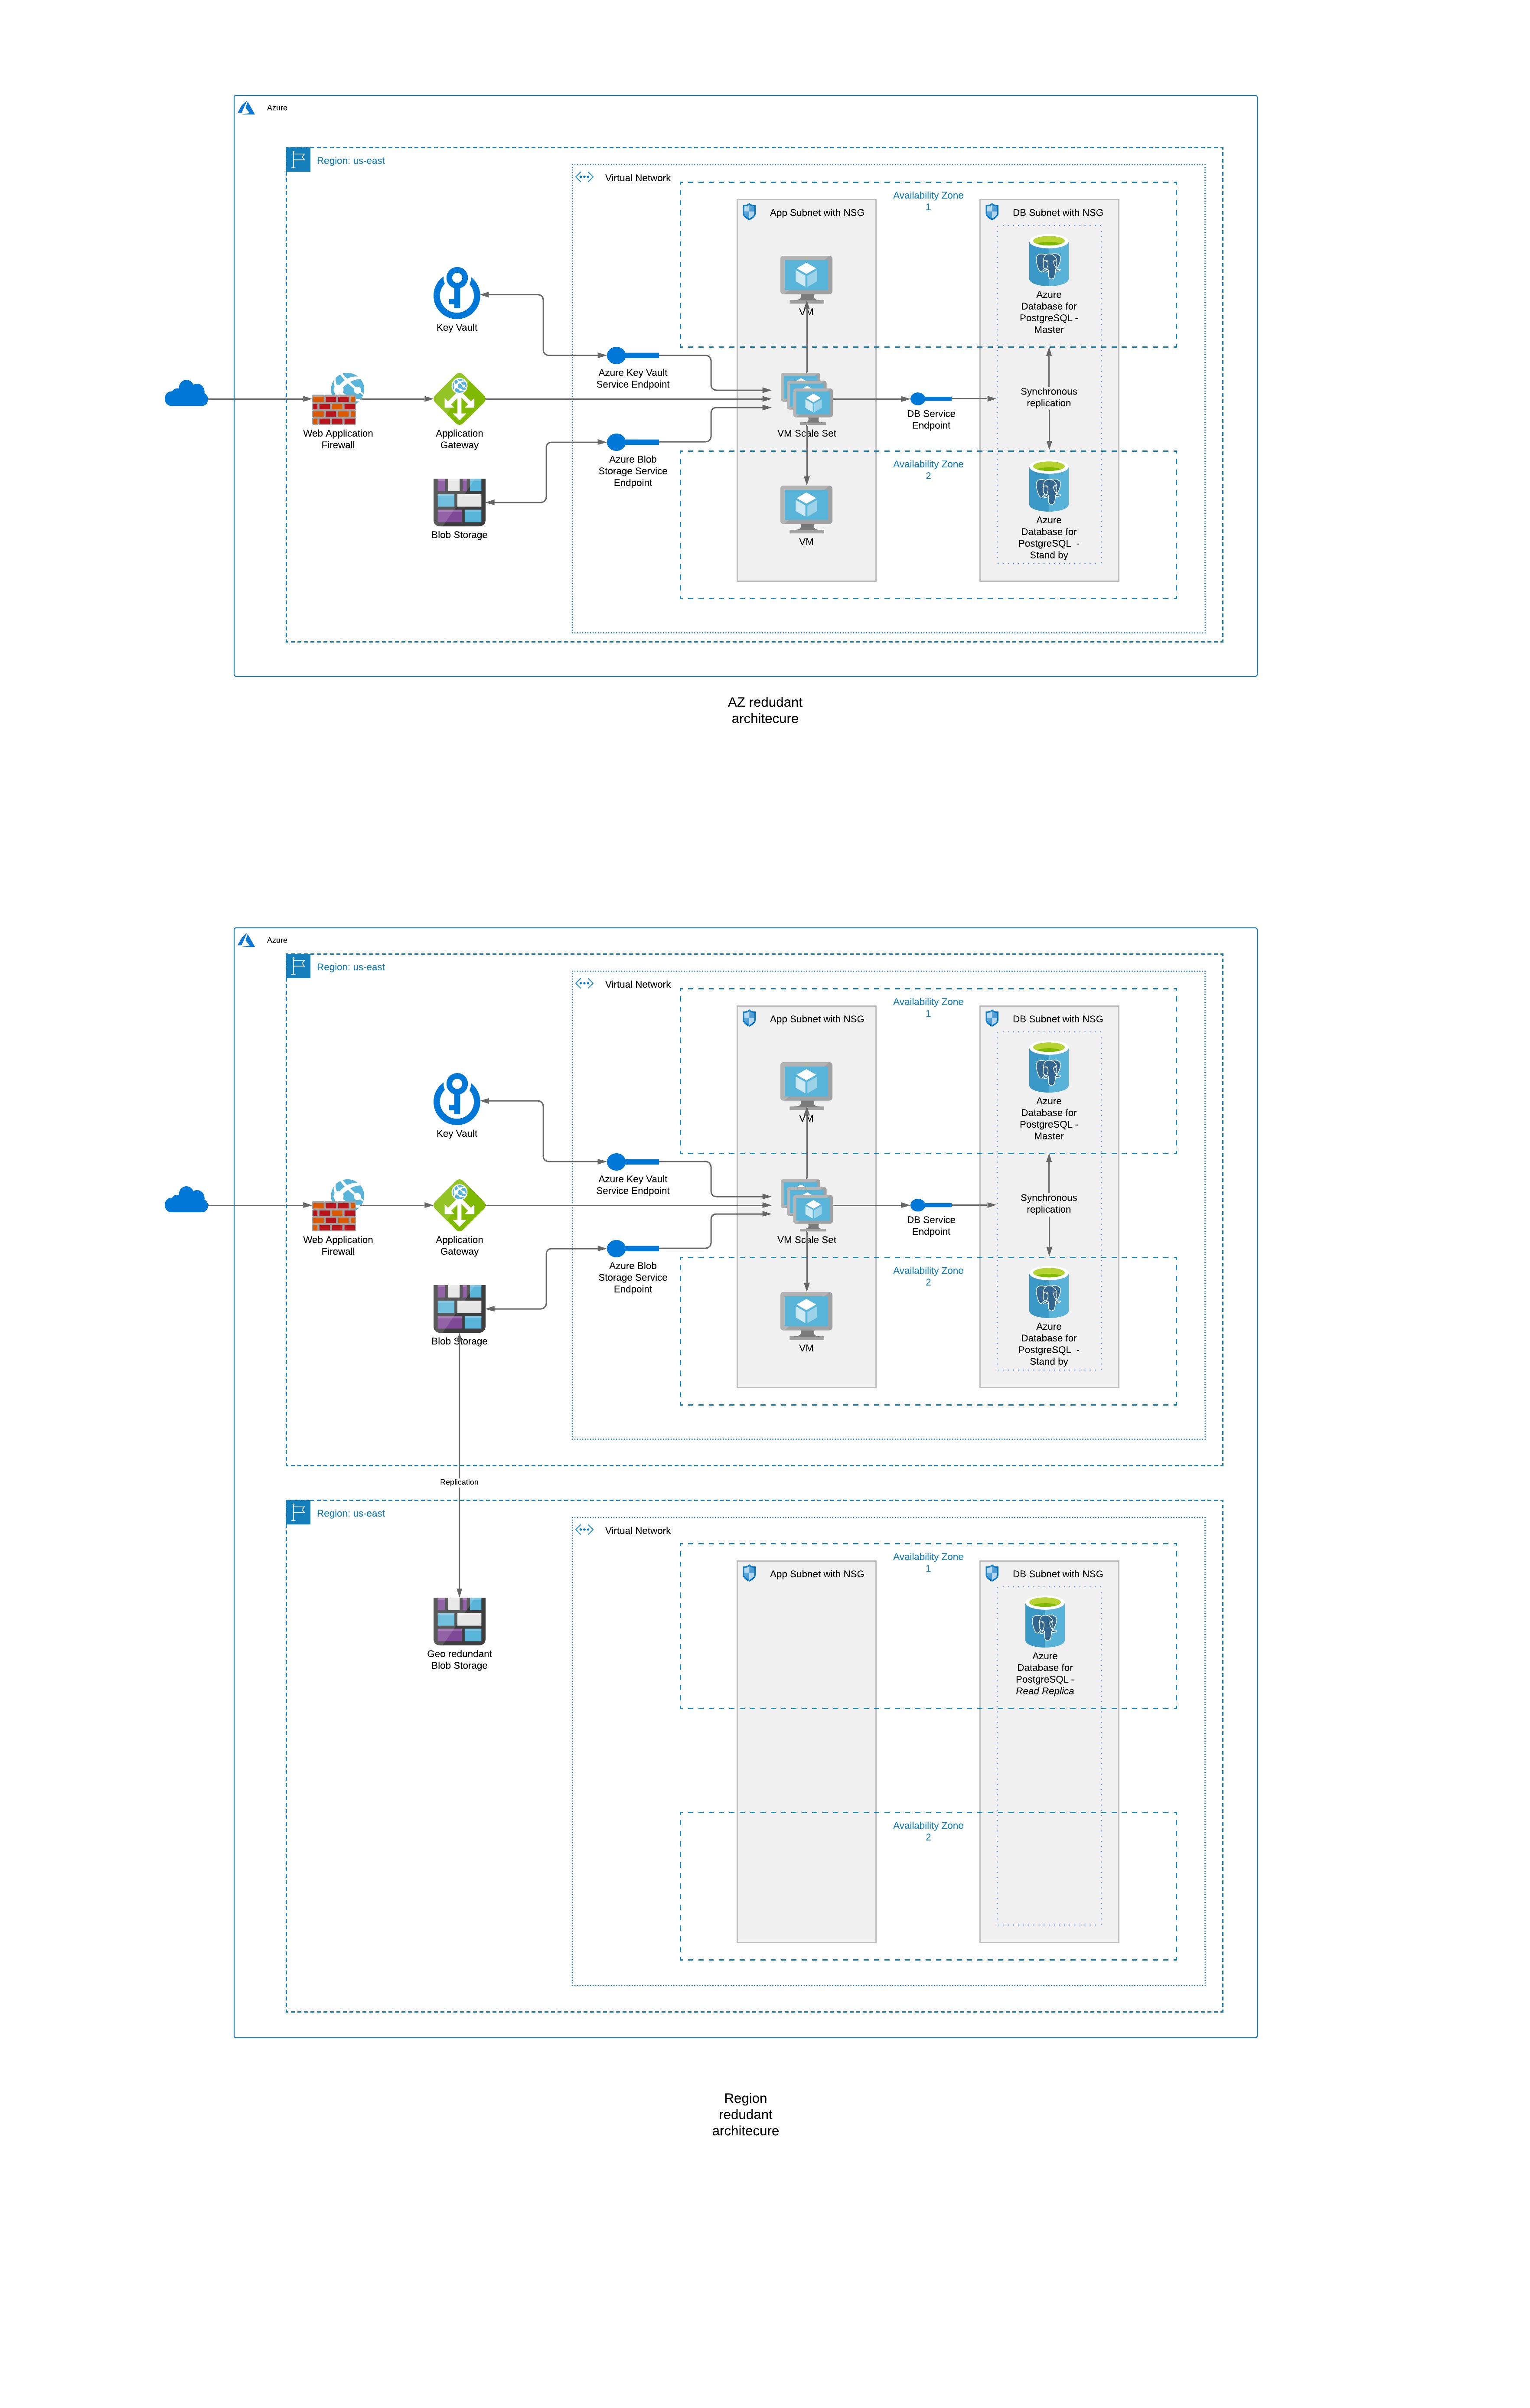 Azure
Region: us-east
Virtual Network
Availability Zone
1
App Subnet with NSG
DB Subnet with NSG
VM
Azure
Database for
PostgreSQL -
Master
Key Vault
Azure Key Vault
Service Endpoint
Web Application
Firewall
Application
Gateway
VM Scale Set
DB Service
Endpoint
Synchronous
replication
Azure Blob
Storage Service
Endpoint
Availability Zone
2
Blob Storage
VM
Azure
Database for
PostgreSQL -
Stand by
AZ redudant
architecure
Azure
Region: us-east
Virtual Network
Availability Zone
1
App Subnet with NSG
DB Subnet with NSG
VM
Azure
Database for
PostgreSQL -
Master
Key Vault
Azure Key Vault
Service Endpoint
Web Application
Firewall
Application
Gateway
VM Scale Set
DB Service
Endpoint
Synchronous
replication
Azure Blob
Storage Service
Endpoint
Availability Zone
2
Blob Storage
VM
Azure
Database for
PostgreSQL -
Stand by
Replication
Region: us-east
Virtual Network
Availability Zone
1
App Subnet with NSG
DB Subnet with NSG
Geo redundant
Blob Storage
Azure
Database for
PostgreSQL -
Read Replica
Availability Zone
2
Region
redudant
architecure